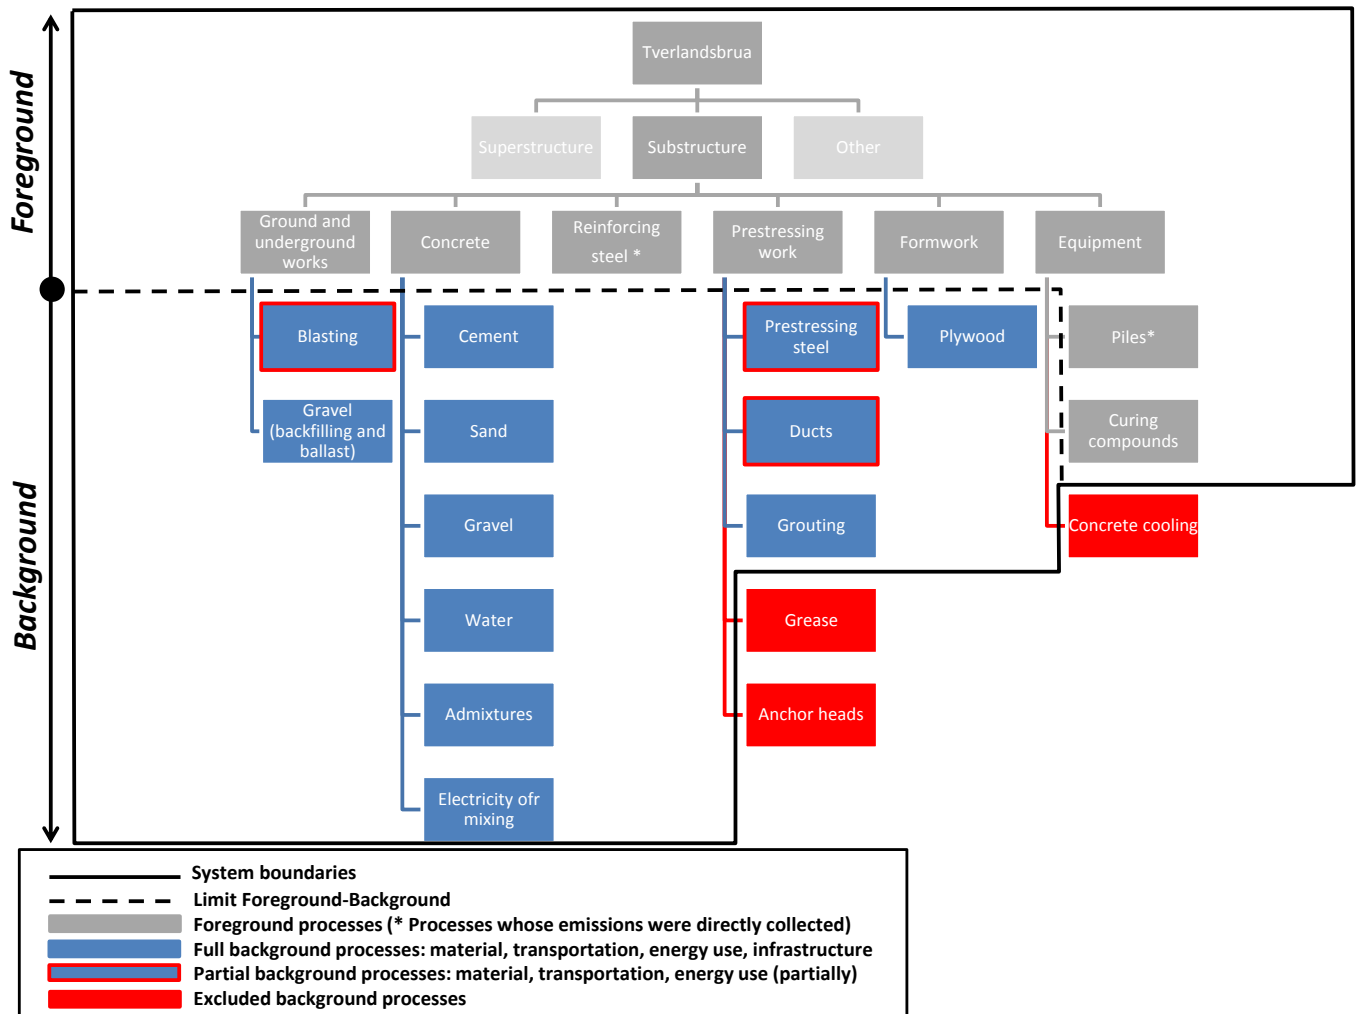 Foreground
Background
Tverlandsbrua
Superstructure
Substructure
Other
Ground and
underground
works
Concrete
Reinforcing
steel *
Prestressing
work
Formwork
Equipment
Blasting
Cement
Prestressing
steel
Plywood
Piles*
Gravel
(backfilling and
ballast)
Sand
Ducts
Curing
compounds
Gravel
Grouting
Concrete cooling
Water
Grease
Admixtures
Anchor heads
Electricity ofr
mixing
System boundaries
Limit Foreground-Background
Foreground processes (* Processes whose emissions were directly collected)
Full background processes: material, transportation, energy use, infrastructure
Partial background processes: material, transportation, energy use (partially)
Excluded background processes